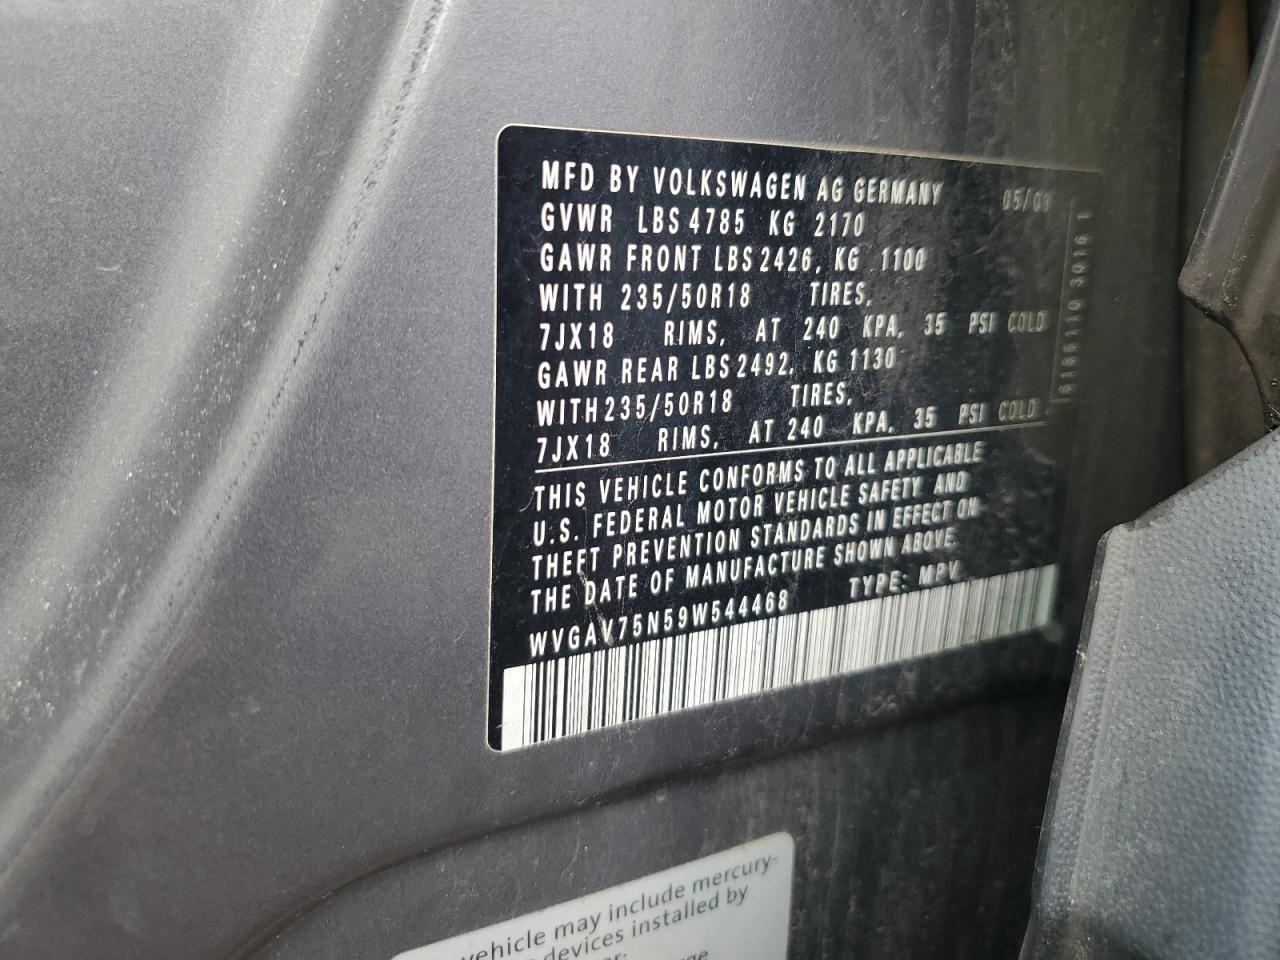 MFD BY VOLKSWAGEN AG GERMANY 05/09
GVWR LBS 4785 KG 2170
GAWR FRONT LBS 2426, KG 1100
WITH 235/50R18 TIRES,
7JX18 RIMS, AT 240 KPA, 35 PSI COLD
GAWR REAR LBS 2492, KG 1130
WITH 235/50R18 TIRES,
7JX18 RIMS, AT 240 KPA, 35 PSI COLD
THIS VEHICLE CONFORMS TO ALL APPLICABLE
U.S. FEDERAL MOTOR VEHICLE SAFETY AND
THEFT PREVENTION STANDARDS IN EFFECT ON
THE DATE OF MANUFACTURE SHOWN ABOVE
WVGAV75N59W544468 TYPE: MPV
vehicle may include mercury-
devices installed by